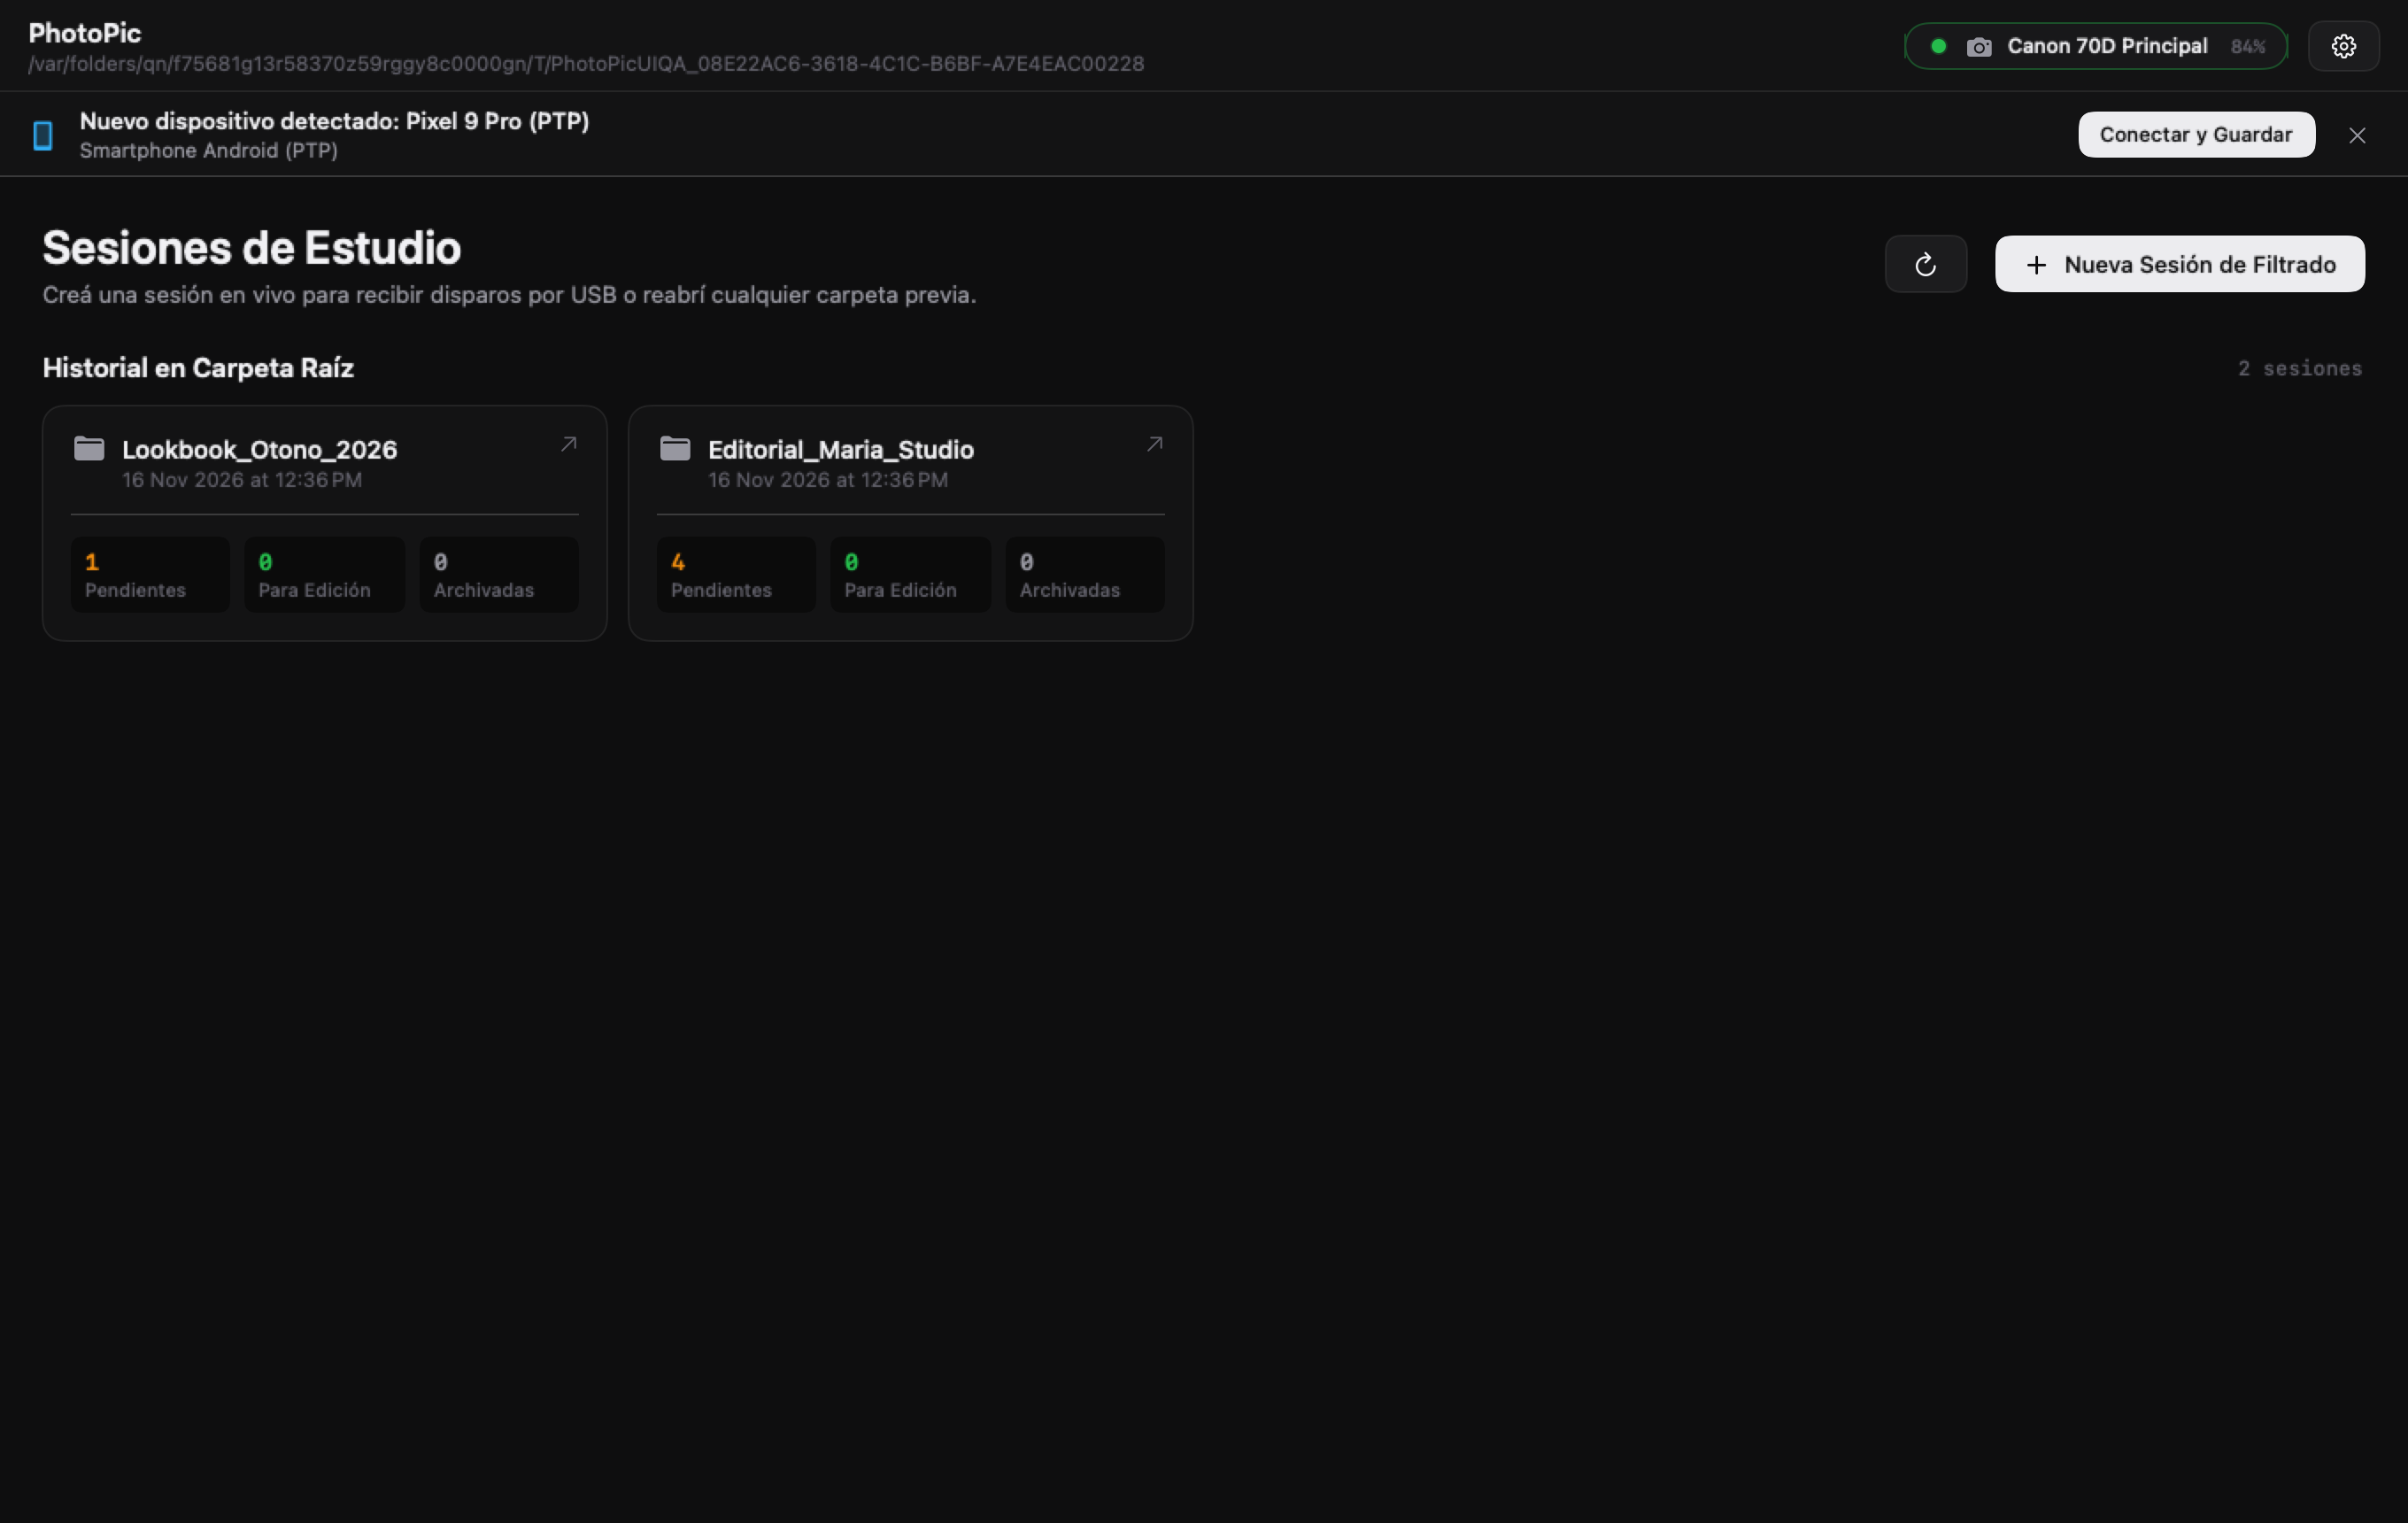 PhotoPic
/var/folders/qn/f75681g13r58370z59rggy8c0000gn/T/PhotoPicUIQA_08E22AC6-3618-4C1C-B6BF-A7E4EAC00228
Canon 70D Principal 84%
Nuevo dispositivo detectado: Pixel 9 Pro (PTP)
Smartphone Android (PTP)
Conectar y Guardar
Sesiones de Estudio
Creá una sesión en vivo para recibir disparos por USB o reabrí cualquier carpeta previa.
+ Nueva Sesión de Filtrado
Historial en Carpeta Raíz
2 sesiones
Lookbook_Otono_2026
16 Nov 2026 at 12:36 PM
1
Pendientes
0
Para Edición
0
Archivadas
Editorial_Maria_Studio
16 Nov 2026 at 12:36 PM
4
Pendientes
0
Para Edición
0
Archivadas